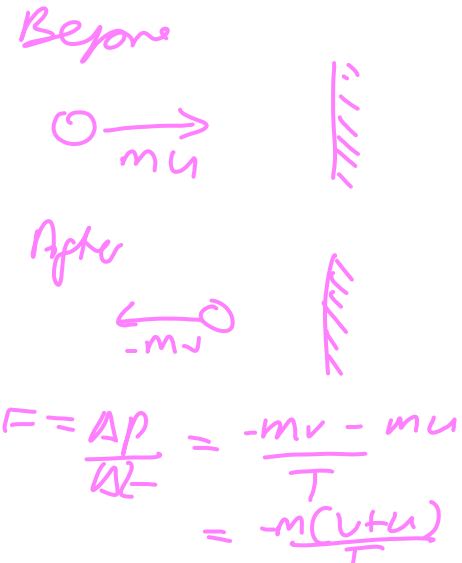 Before
mu
After
-mv
F = Δp/Δt = -mv - mu/T
= -m(v+u)/T